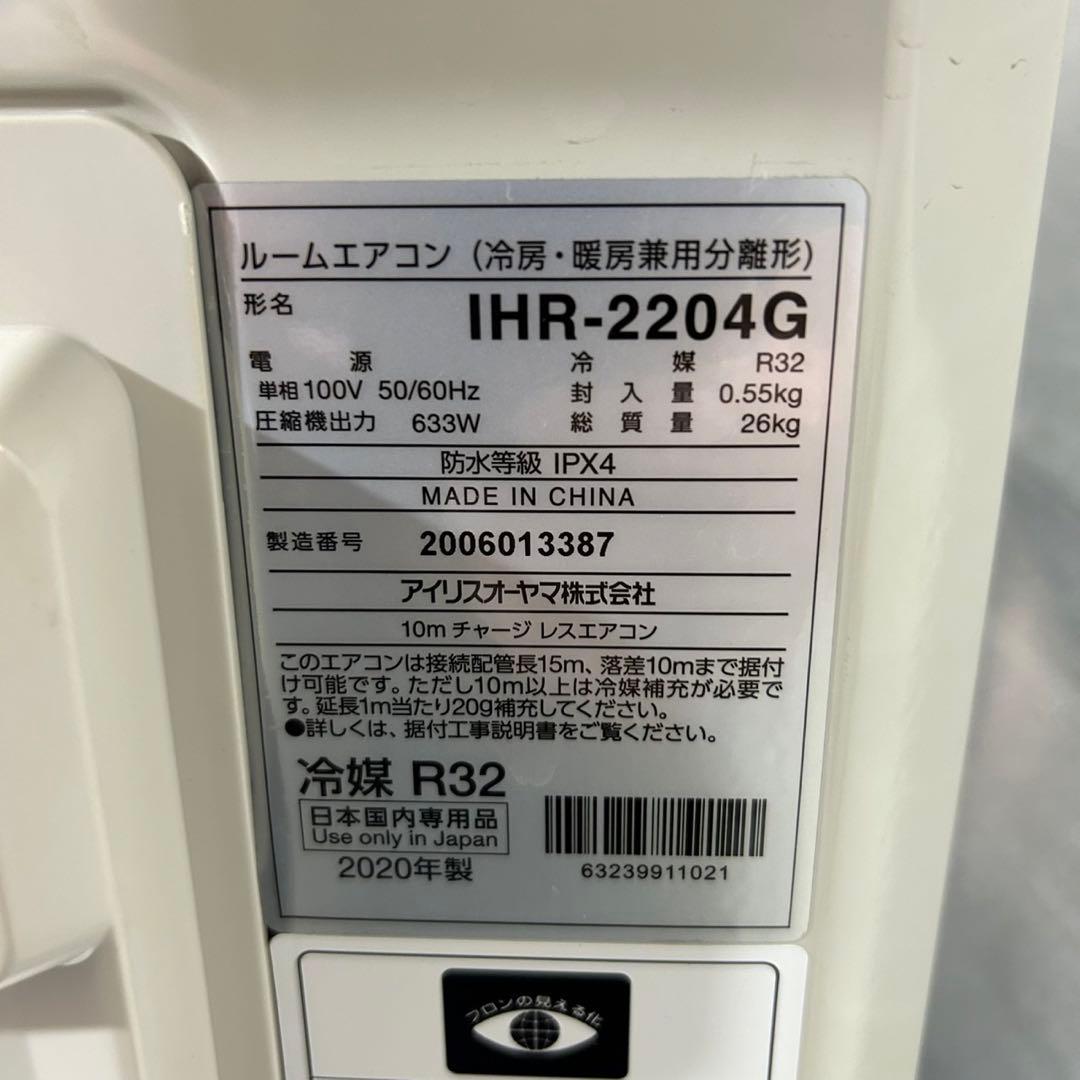 ルームエアコン（冷房・暖房兼用分離形）
形名 IHR-2204G
電源 冷媒 R32
単相100V 50/60Hz 封入量 0.55kg
圧縮機出力 633W 総質量 26kg
防水等級 IPX4
MADE IN CHINA
製造番号 2006013387
アイリスオーヤマ株式会社
10mチャージレスエアコン
このエアコンは接続配管長15m、落差10mまで据付
け可能です。ただし10m以上は冷媒補充が必要で
す。延長1m当たり20g補充してください。
●詳しくは、据付工事説明書をご覧ください。
冷媒 R32
日本国内専用品
Use only in Japan
2020年製
63239911021
フロンの見える化